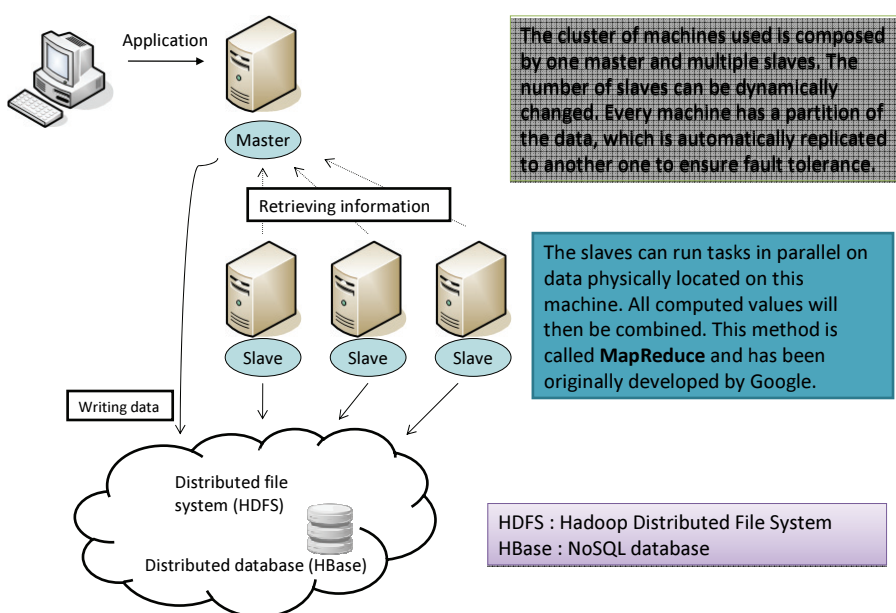 Application
The cluster of machines used is composed
by one master and multiple slaves. The
number of slaves can be dynamically
changed. Every machine has a partition of
the data, which is automatically replicated
to another one to ensure fault tolerance.
Master
Retrieving information
The slaves can run tasks in parallel on
data physically located on this
machine. All computed values will
then be combined. This method is
called MapReduce and has been
originally developed by Google.
Slave
Slave
Slave
Writing data
Distributed file
system (HDFS)
Distributed database (HBase)
HDFS : Hadoop Distributed File System
HBase : NoSQL database